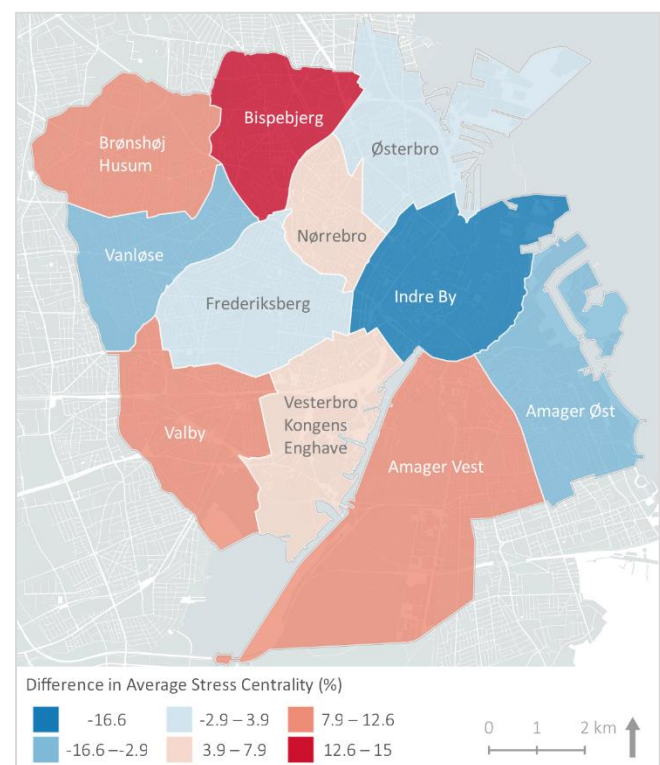 Bispebjerg
Brønshøj
Husum
Østerbro
Nørrebro
Vanløse
Frederiksberg
Indre By
Vesterbro
Kongens
Enghave
Valby
Amager Øst
Amager Vest
Difference in Average Stress Centrality (%)
-16.6 -2.9 – 3.9 7.9 – 12.6
-16.6 – -2.9 3.9 – 7.9 12.6 – 15
0 1 2 km